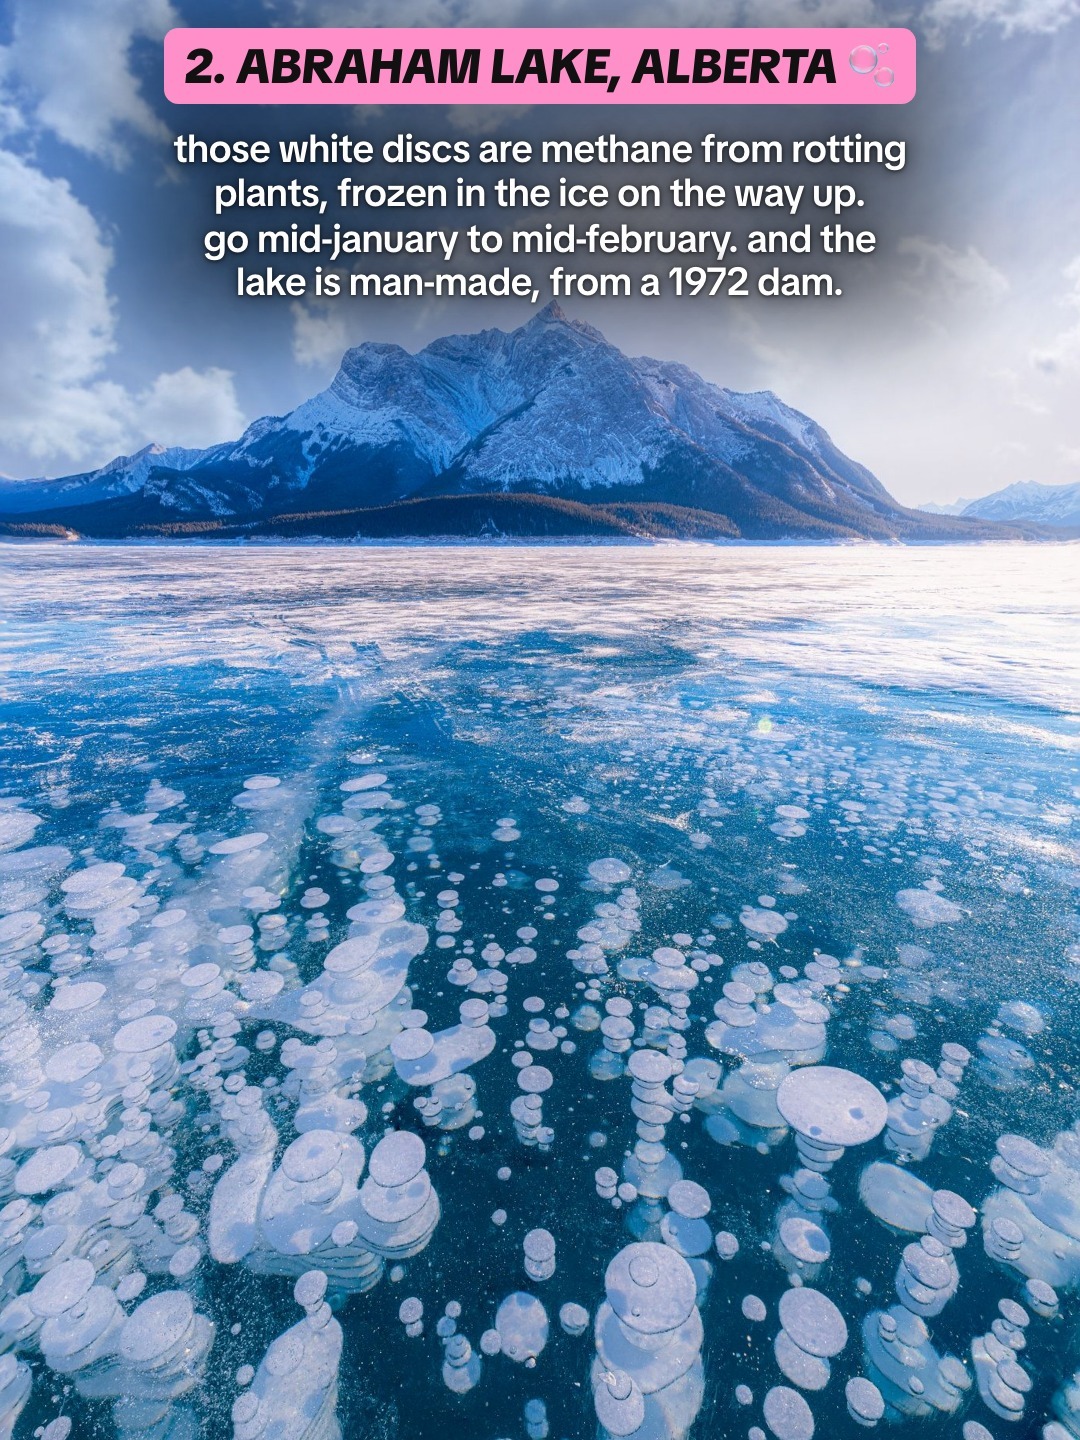 2. ABRAHAM LAKE, ALBERTA 🫧
those white discs are methane from rotting
plants, frozen in the ice on the way up.
go mid-january to mid-february. and the
lake is man-made, from a 1972 dam.